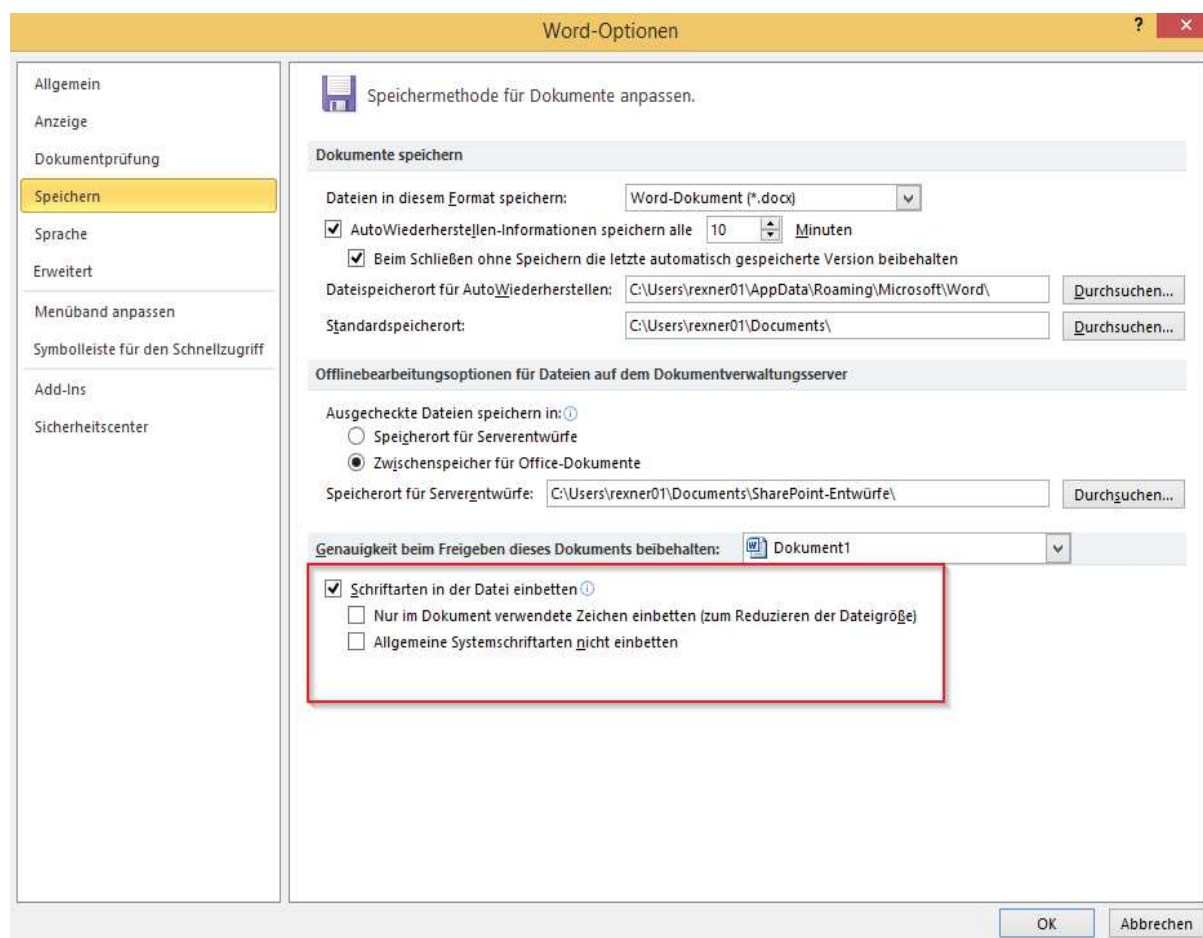 Word-Optionen
?
Allgemein
Anzeige
Dokumentprüfung
Speichern
Sprache
Erweitert
Menüband anpassen
Symbolleiste für den Schnellzugriff
Add-Ins
Sicherheitscenter
Speichermethode für Dokumente anpassen.
Dokumente speichern
Dateien in diesem Format speichern: Word-Dokument (*.docx)
AutoWiederherstellen-Informationen speichern alle 10 Minuten
Beim Schließen ohne Speichern die letzte automatisch gespeicherte Version beibehalten
Dateispeicherort für AutoWiederherstellen: C:\Users\rexner01\AppData\Roaming\Microsoft\Word\ Durchsuchen...
Standardspeicherort: C:\Users\rexner01\Documents\ Durchsuchen...
Offlinebearbeitungsoptionen für Dateien auf dem Dokumentverwaltungsserver
Ausgecheckte Dateien speichern in:
Speicherort für Serverentwürfe
Zwischenspeicher für Office-Dokumente
Speicherort für Serverentwürfe: C:\Users\rexner01\Documents\SharePoint-Entwürfe\ Durchsuchen...
Genauigkeit beim Freigeben dieses Dokuments beibehalten: Dokument1
Schriftarten in der Datei einbetten
Nur im Dokument verwendete Zeichen einbetten (zum Reduzieren der Dateigröße)
Allgemeine Systemschriftarten nicht einbetten
OK Abbrechen